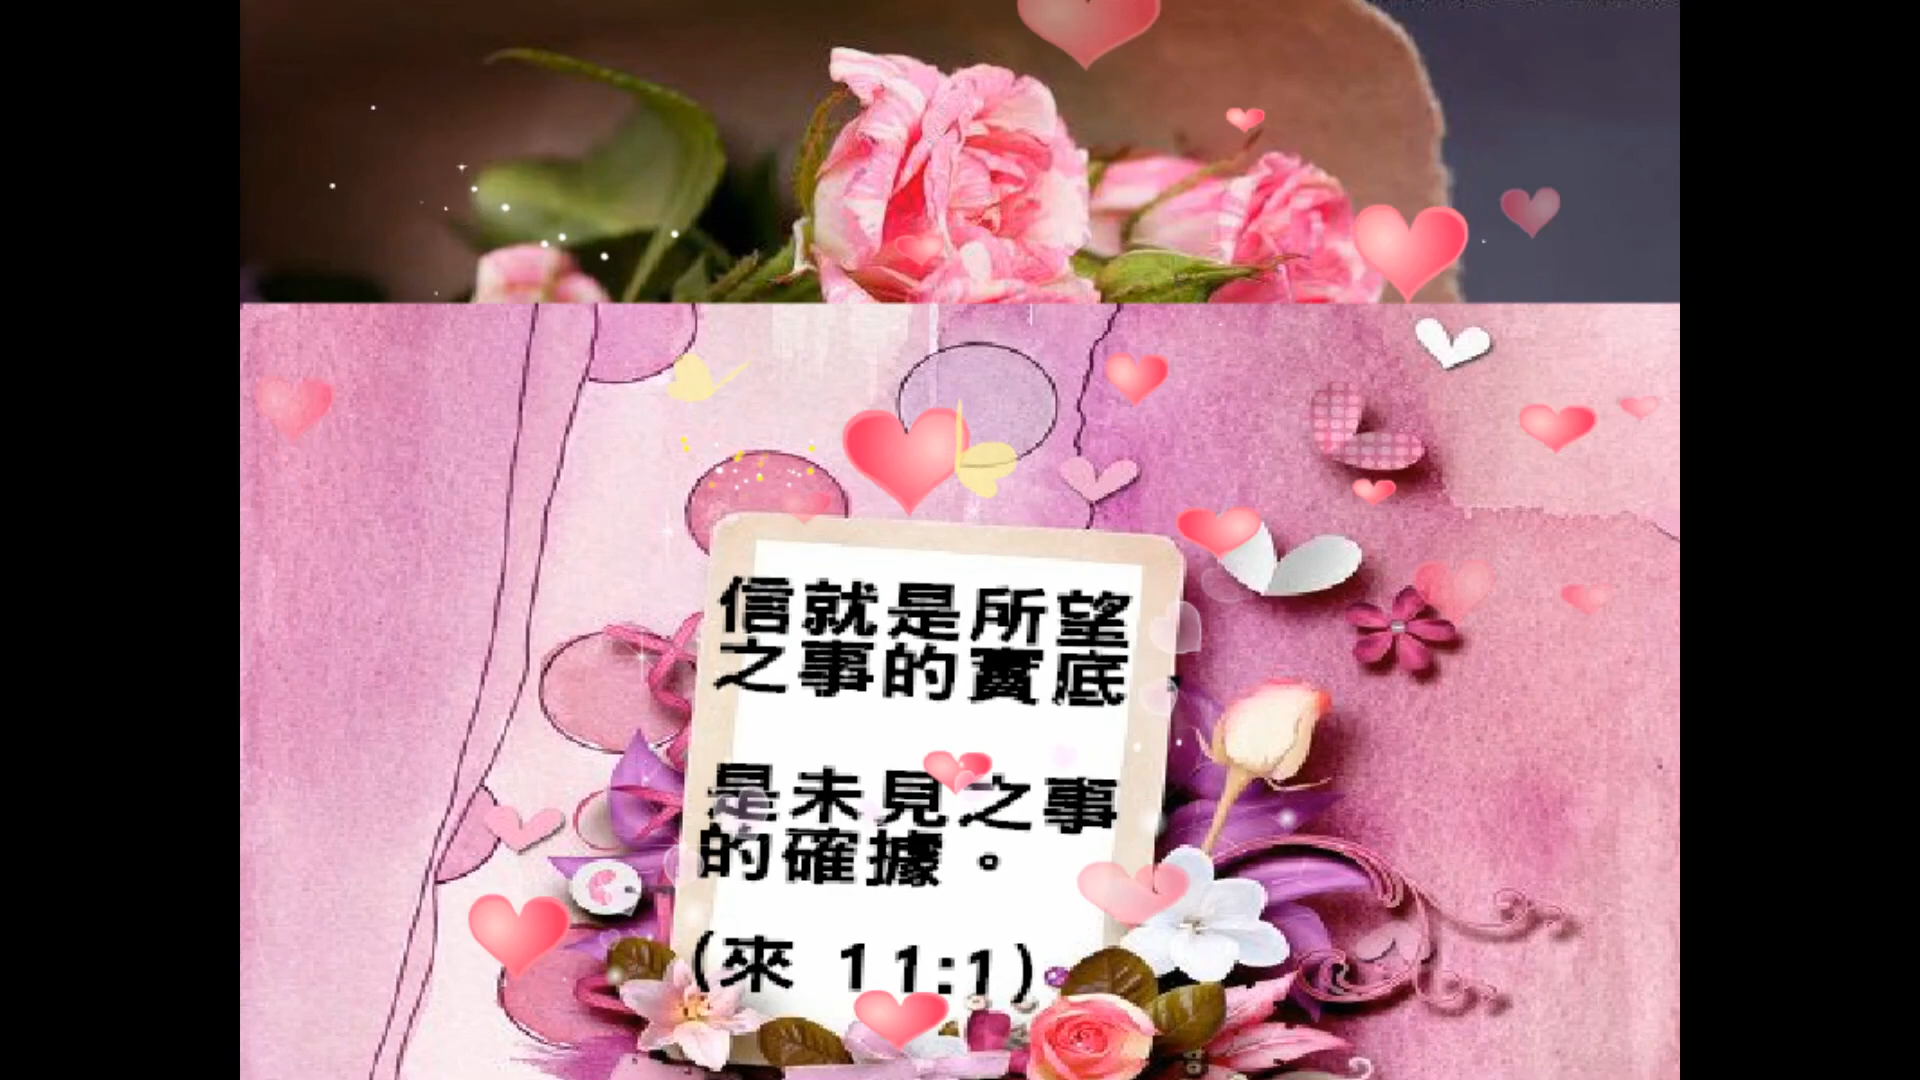 信就是所望
之事的實底、
是未見之事
的確據。
(來 11:1)